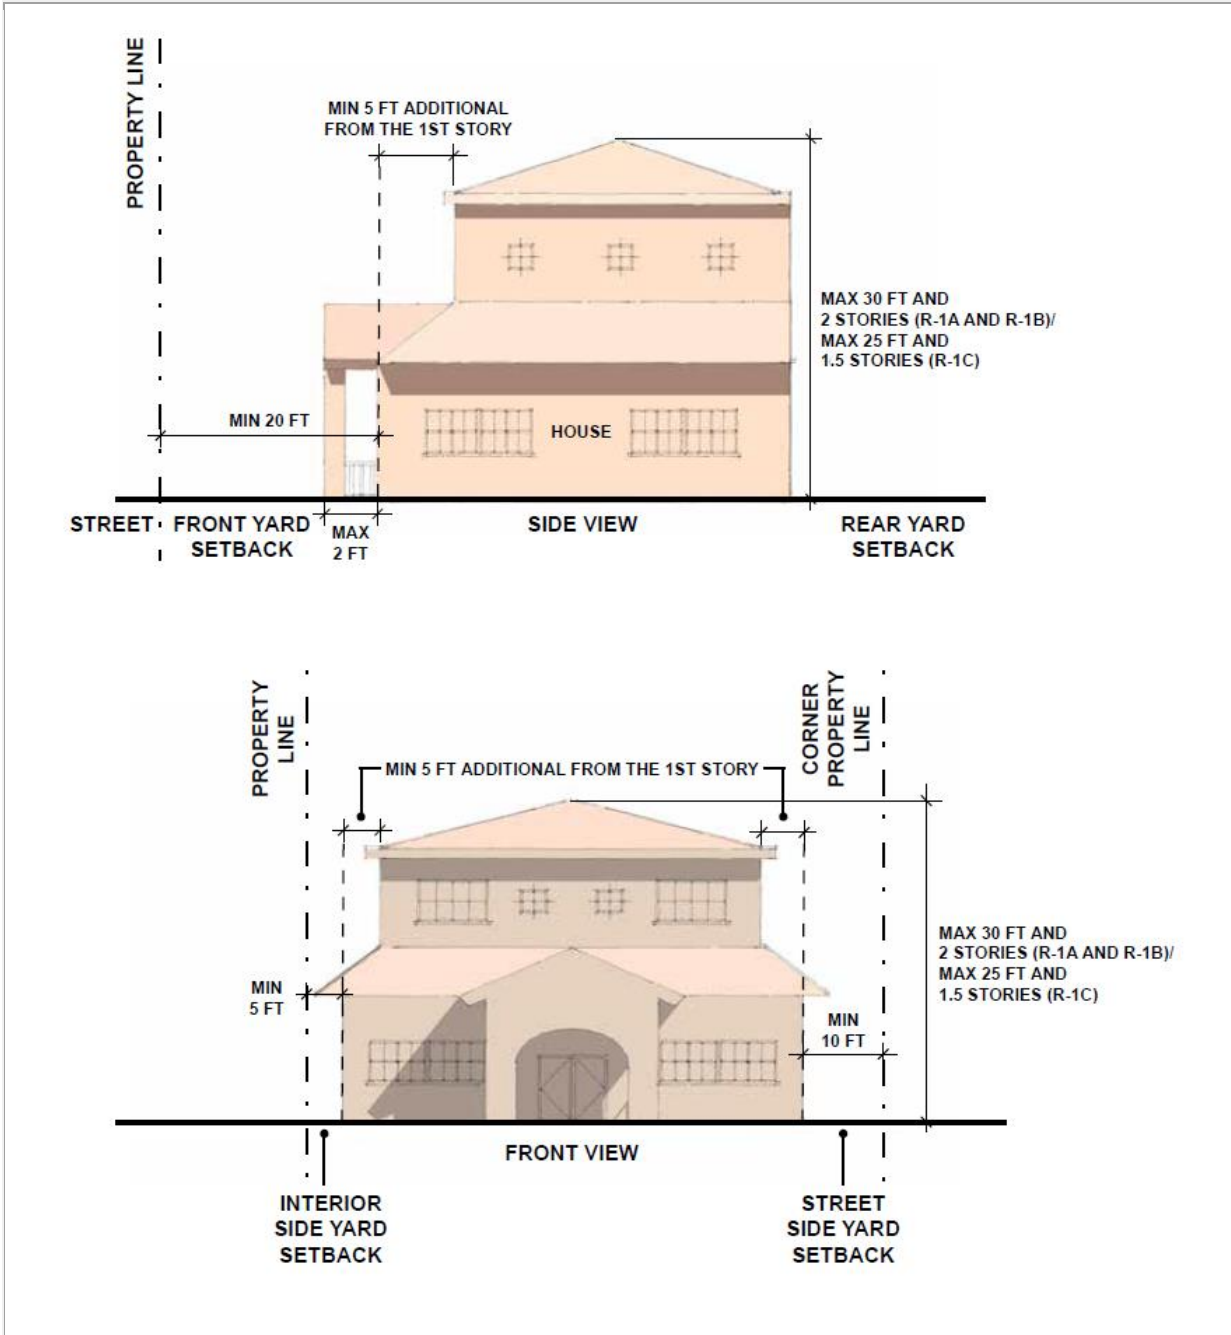 PROPERTY LINE
MIN 5 FT ADDITIONAL
FROM THE 1ST STORY
MAX 30 FT AND
2 STORIES (R-1A AND R-1B)/
MAX 25 FT AND
1.5 STORIES (R-1C)
MIN 20 FT
HOUSE
STREET
FRONT YARD
SETBACK
MAX
2 FT
SIDE VIEW
REAR YARD
SETBACK
PROPERTY
LINE
CORNER
PROPERTY
LINE
MIN 5 FT ADDITIONAL FROM THE 1ST STORY
MAX 30 FT AND
2 STORIES (R-1A AND R-1B)/
MAX 25 FT AND
1.5 STORIES (R-1C)
MIN
5 FT
MIN
10 FT
FRONT VIEW
INTERIOR
SIDE YARD
SETBACK
STREET
SIDE YARD
SETBACK